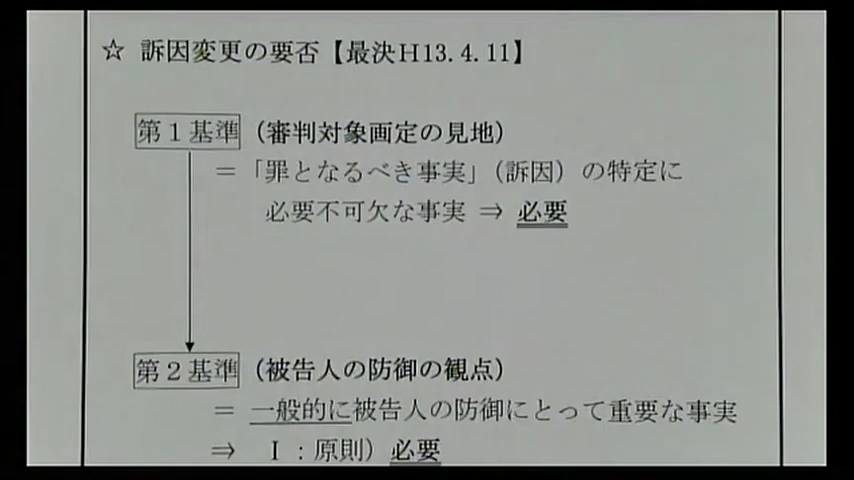 ☆ 訴因変更の要否【最決H13.4.11】
第1基準（審判対象画定の見地）
＝「罪となるべき事実」（訴因）の特定に
必要不可欠な事実 ⇒ 必要
第2基準（被告人の防御の観点）
＝ 一般的に被告人の防御にとって重要な事実
⇒ Ⅰ：原則）必要